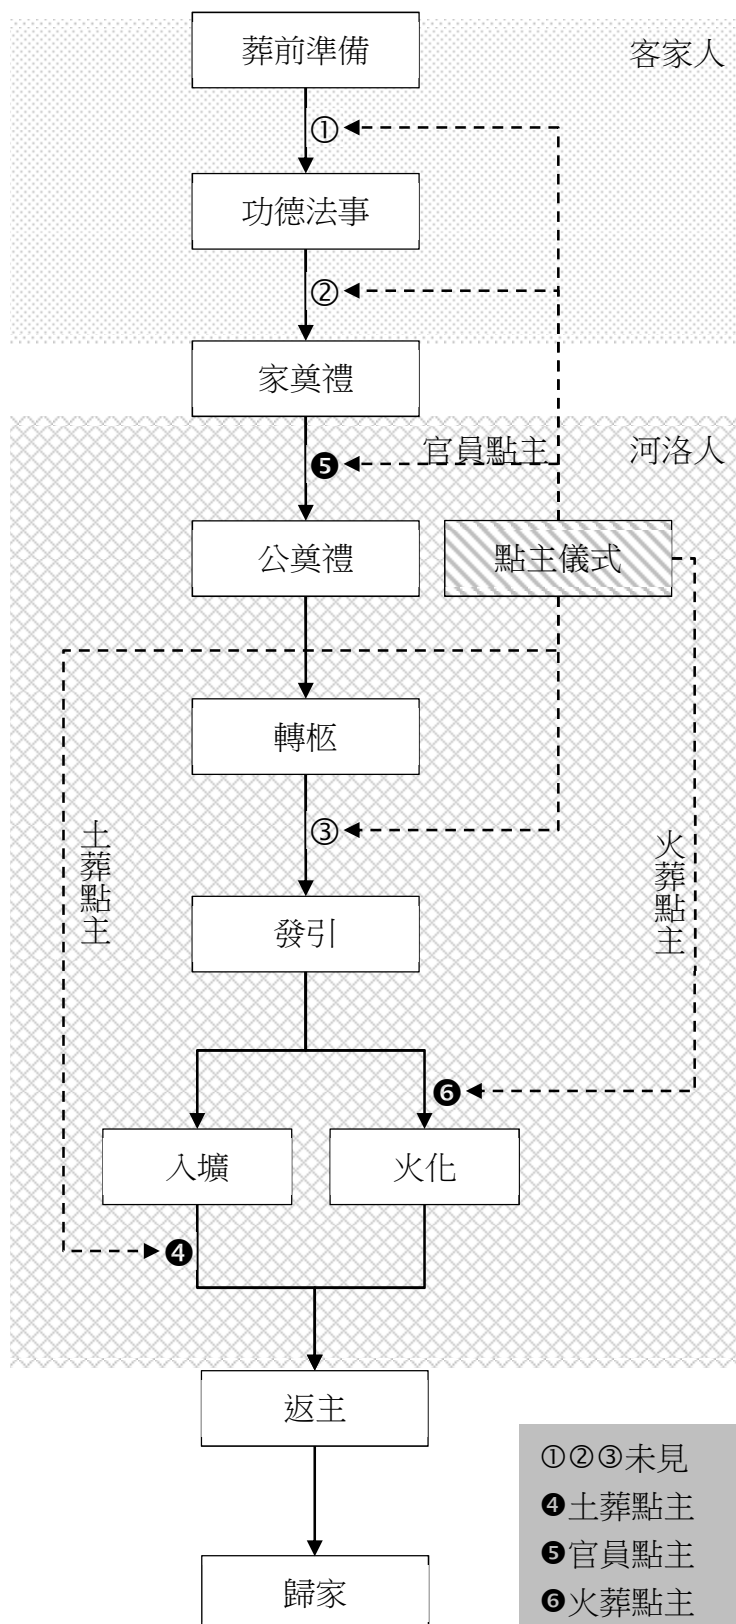 葬前準備
客家人
①
功德法事
②
家奠禮
官員點主
河洛人
❺
公奠禮
點主儀式
轉柩
③
土葬點主
火葬點主
發引
❻
入壙
火化
❹
返主
①②③未見
❹土葬點主
❺官員點主
❻火葬點主
歸家